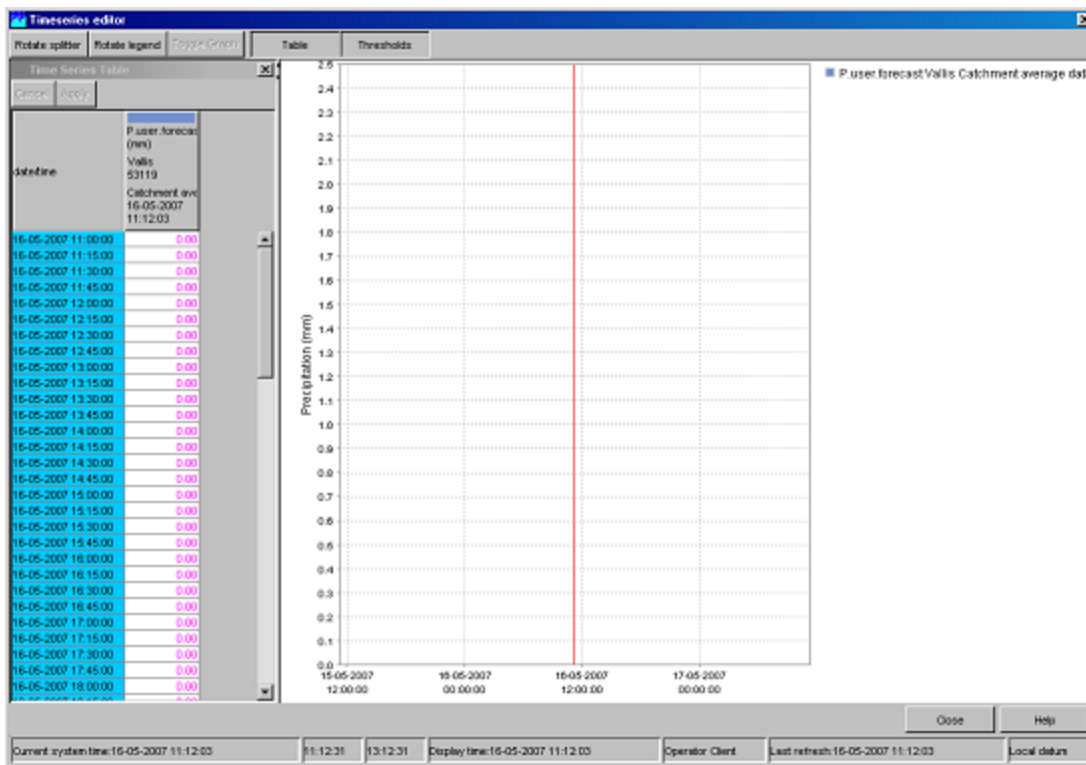 Timeseries editor
Rotate splitter Rotate legend Toggle Graph Table Thresholds
Time Series Table
Cancel Apply
date/time
P.user.forecas
(mm)
Vallis
53119
Catchment ave
16-05-2007
11:12:03
16-05-2007 11:00:00 0.00
16-05-2007 11:15:00 0.00
16-05-2007 11:30:00 0.00
16-05-2007 11:45:00 0.00
16-05-2007 12:00:00 0.00
16-05-2007 12:15:00 0.00
16-05-2007 12:30:00 0.00
16-05-2007 12:45:00 0.00
16-05-2007 13:00:00 0.00
16-05-2007 13:15:00 0.00
16-05-2007 13:30:00 0.00
16-05-2007 13:45:00 0.00
16-05-2007 14:00:00 0.00
16-05-2007 14:15:00 0.00
16-05-2007 14:30:00 0.00
16-05-2007 14:45:00 0.00
16-05-2007 15:00:00 0.00
16-05-2007 15:15:00 0.00
16-05-2007 15:30:00 0.00
16-05-2007 15:45:00 0.00
16-05-2007 16:00:00 0.00
16-05-2007 16:15:00 0.00
16-05-2007 16:30:00 0.00
16-05-2007 16:45:00 0.00
16-05-2007 17:00:00 0.00
16-05-2007 17:15:00 0.00
16-05-2007 17:30:00 0.00
16-05-2007 17:45:00 0.00
16-05-2007 18:00:00 0.00
Precipitation (mm)
2.5
2.4
2.3
2.2
2.1
2.0
1.9
1.8
1.7
1.6
1.5
1.4
1.3
1.2
1.1
1.0
0.9
0.8
0.7
0.6
0.5
0.4
0.3
0.2
0.1
0.0
15-05-2007 16-05-2007 16-05-2007 17-05-2007
12:00:00 00:00:00 12:00:00 00:00:00
P.user.forecast Vallis Catchment average dat
Close Help
Current system time:16-05-2007 11:12:03 11:12:31 13:12:31 Display time:16-05-2007 11:12:03 Operator Client Last refresh:16-05-2007 11:12:03 Local datum